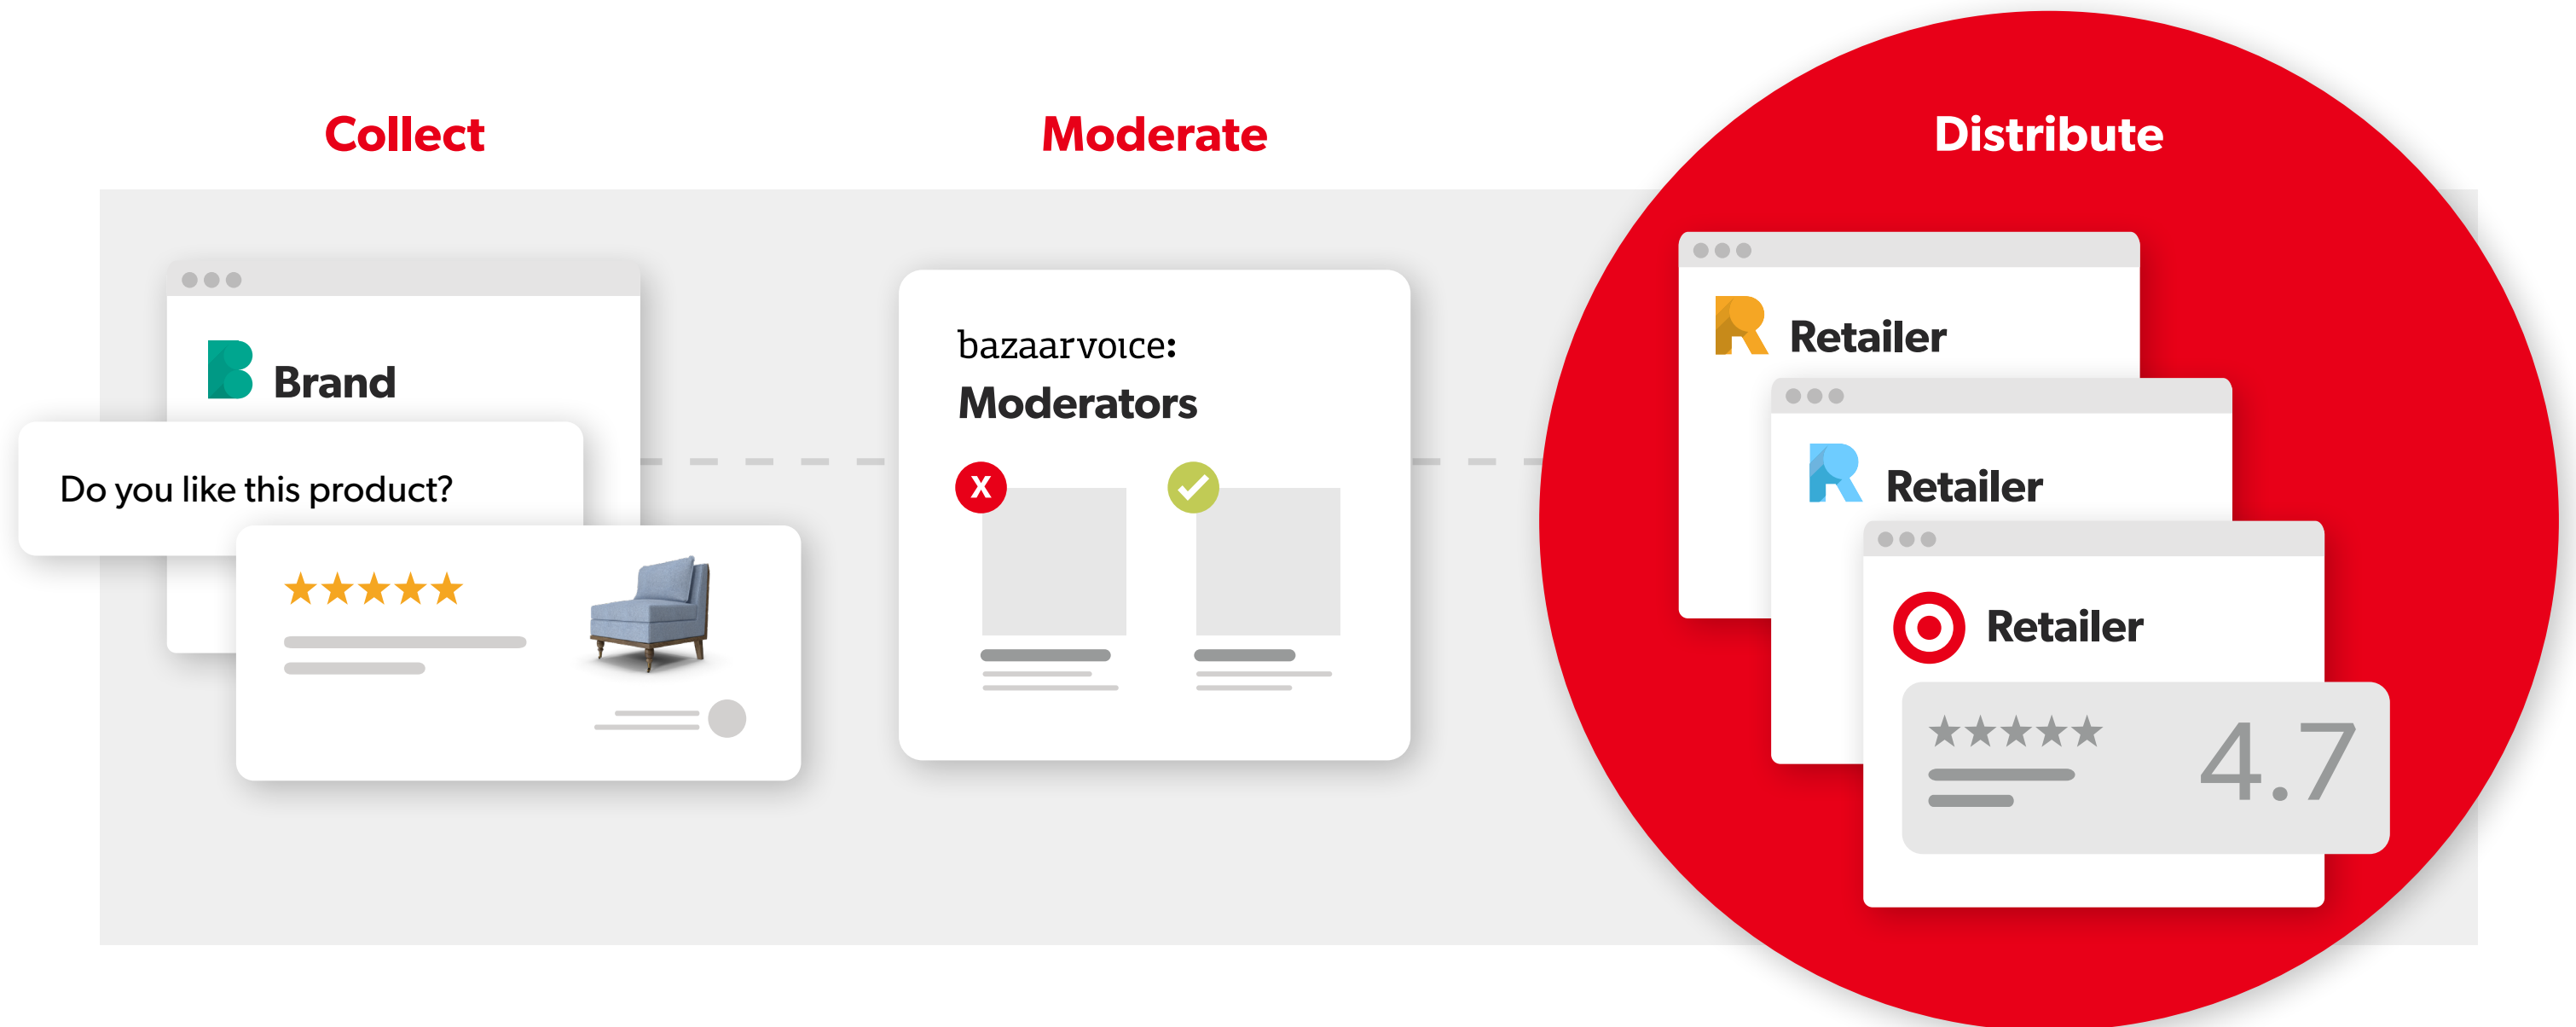 Collect
Brand
Do you like this product?
Moderate
bazaarvoice:
Moderators
X
Distribute
Retailer
Retailer
Retailer
4.7